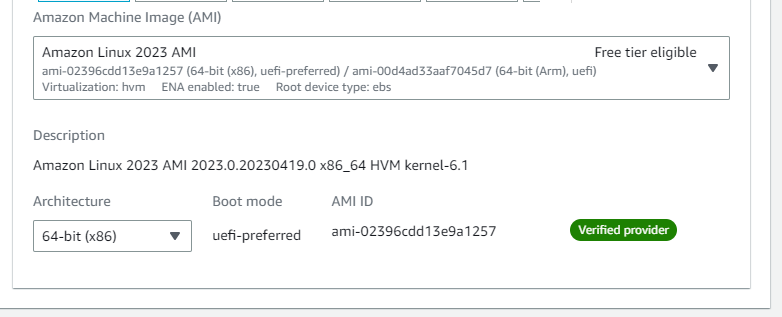 Amazon Machine Image (AMI)
Amazon Linux 2023 AMI
Free tier eligible
ami-02396cdd13e9a1257 (64-bit (x86), uefi-preferred) / ami-00d4ad33aaf7045d7 (64-bit (Arm), uefi)
Virtualization: hvm ENA enabled: true Root device type: ebs
Description
Amazon Linux 2023 AMI 2023.0.20230419.0 x86_64 HVM kernel-6.1
Architecture Boot mode AMI ID
64-bit (x86) uefi-preferred ami-02396cdd13e9a1257 Verified provider